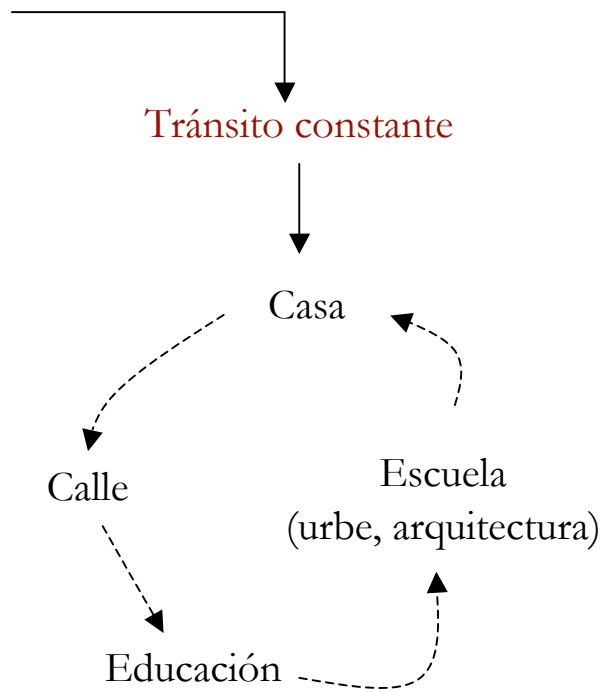 Tránsito constante
Casa
Calle
Escuela
(urbe, arquitectura)
Educación